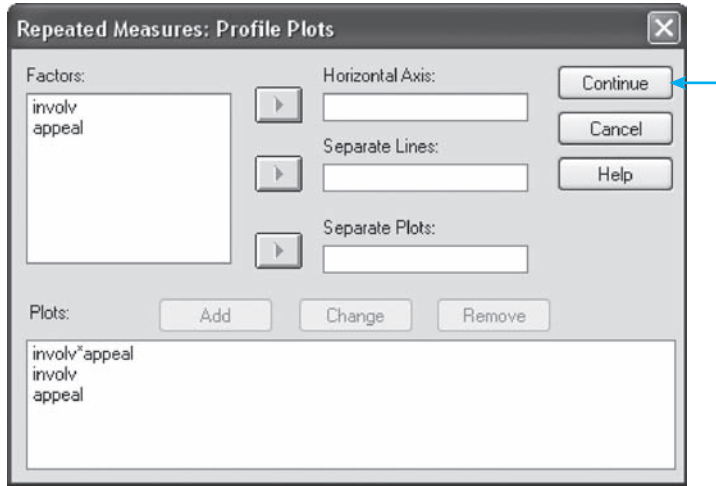 Repeated Measures: Profile Plots
Factors:
involv
appeal
Horizontal Axis:
Separate Lines:
Separate Plots:
Continue
Cancel
Help
Plots:
Add
Change
Remove
involv*appeal
involv
appeal